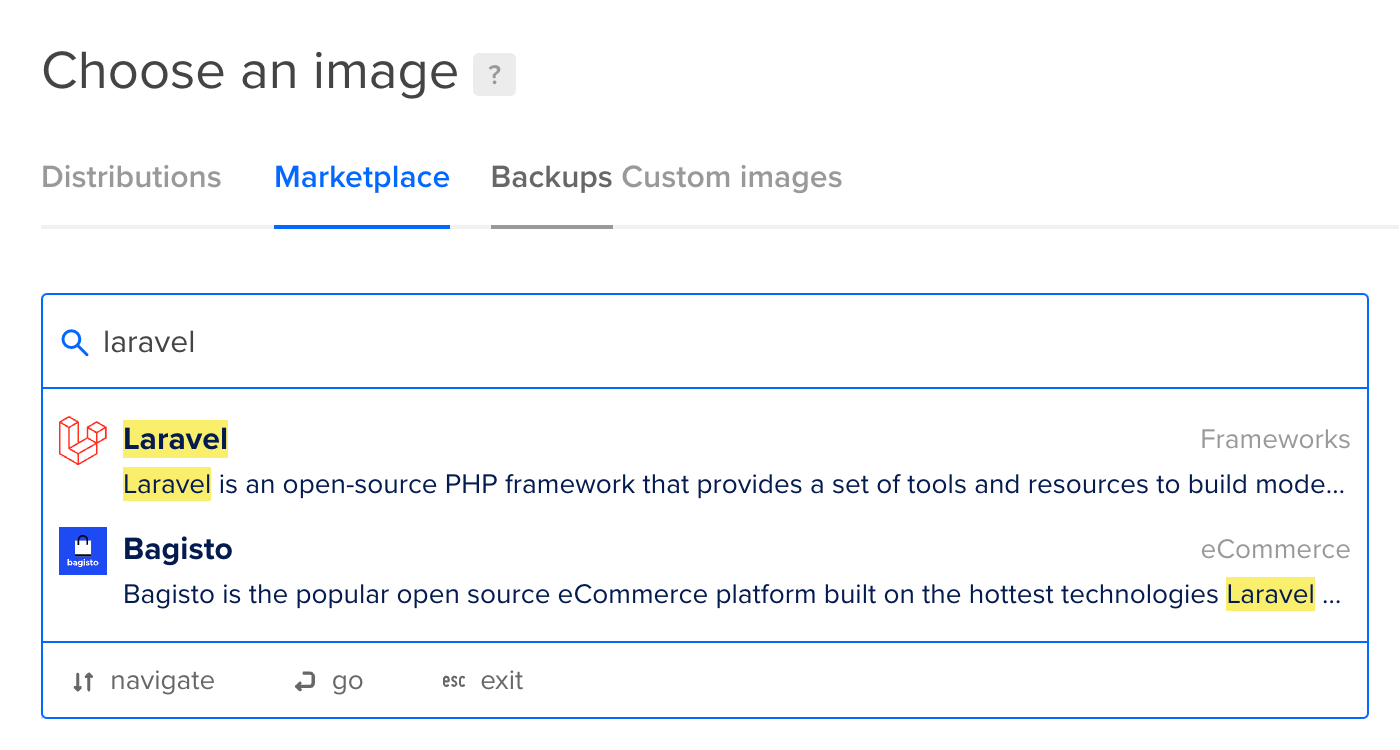 Choose an image ?
Distributions Marketplace Backups Custom images
laravel
Laravel Frameworks
Laravel is an open-source PHP framework that provides a set of tools and resources to build mode...
bagisto
Bagisto eCommerce
Bagisto is the popular open source eCommerce platform built on the hottest technologies Laravel ...
navigate go esc exit